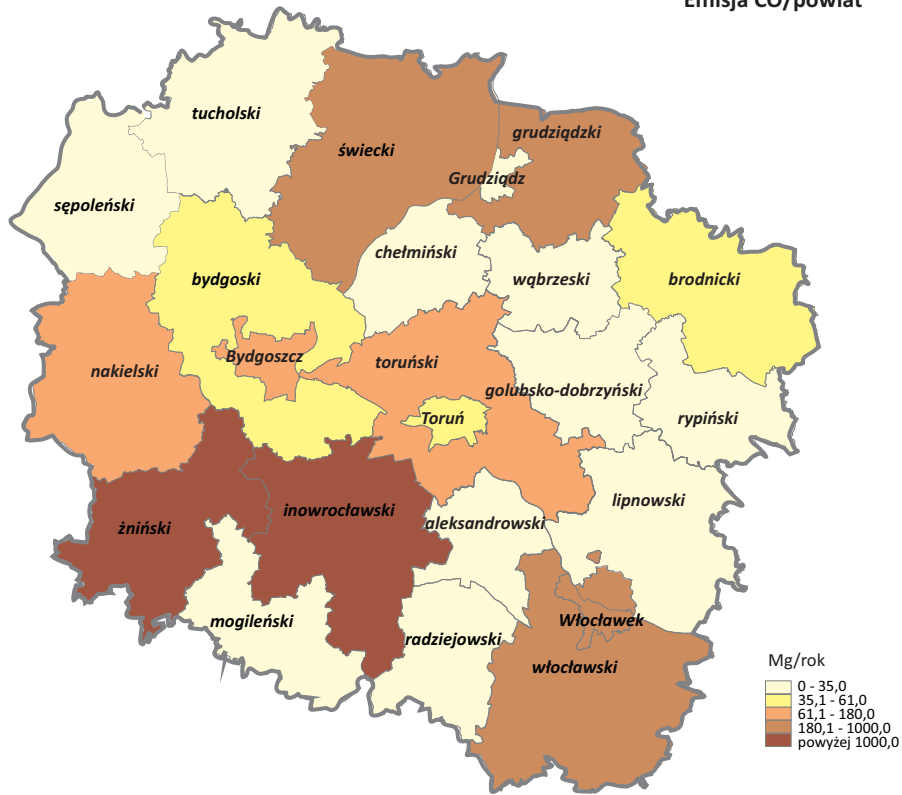 Emisja CO/powiat
tucholski
grudziądzki
świecki
Grudziądz
sępoleński
chełmiński
wąbrzeski
brodnicki
bydgoski
Bydgoszcz
toruński
nakielski
golubsko-dobrzyński
Toruń
rypiński
lipnowski
inowrocławski
aleksandrowski
żniński
mogileński
Włocławek
radziejowski
włocławski
Mg/rok
0 - 35,0
35,1 - 61,0
61,1 - 180,0
180,1 - 1000,0
powyżej 1000,0